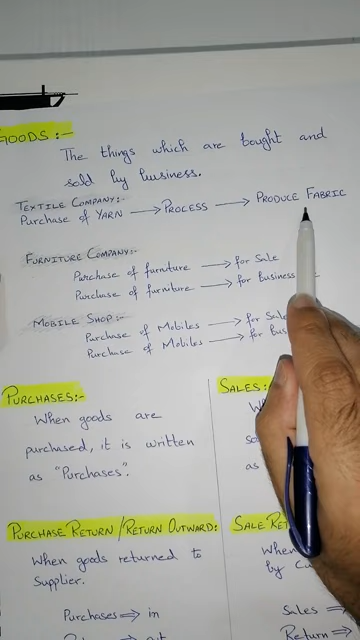 GOODS:-
The things which are bought and
sold by business.
TEXTILE COMPANY:-
Purchase of YARN → PROCESS → PRODUCE FABRIC
FURNITURE COMPANY:-
Purchase of furniture → for Sale
Purchase of furniture → for Business
MOBILE SHOP:-
Purchase of Mobiles → for Sale
Purchase of Mobiles → for
PURCHASES:-
When goods are
purchased, it is written
as "Purchases".
SALES:
as
PURCHASE RETURN/RETURN OUTWARD:
When goods returned to
Supplier.
Purchases ⇒ in
SALE
When
by
Sales ⇒
Return ⇒